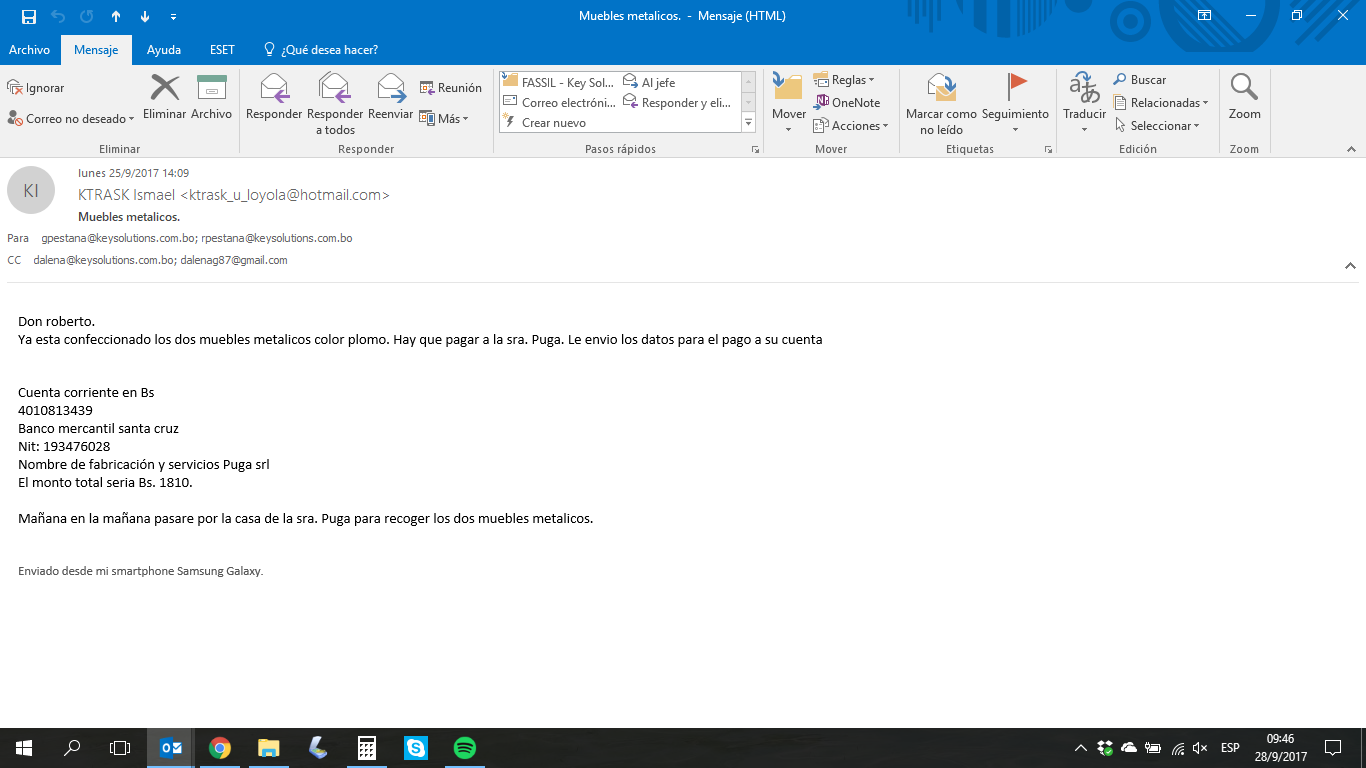 Muebles metalicos. - Mensaje (HTML)
Archivo Mensaje Ayuda ESET ¿Qué desea hacer?
Ignorar
Correo no deseado
Eliminar Archivo
Eliminar
Responder Responder a todos Reenviar
Reunión
Más
Responder
FASSIL - Key Sol... Al jefe
Correo electróni... Responder y eli...
Crear nuevo
Pasos rápidos
Mover
Reglas
OneNote
Acciones
Mover
Marcar como no leído Seguimiento
Etiquetas
Traducir
Buscar
Relacionadas
Seleccionar
Edición
Zoom
Zoom
KI
lunes 25/9/2017 14:09
KTRASK Ismael <ktrask_u_loyola@hotmail.com>
Muebles metalicos.
Para gpestana@keysolutions.com.bo; rpestana@keysolutions.com.bo
CC dalena@keysolutions.com.bo; dalenag87@gmail.com
Don roberto.
Ya esta confeccionado los dos muebles metalicos color plomo. Hay que pagar a la sra. Puga. Le envio los datos para el pago a su cuenta
Cuenta corriente en Bs
4010813439
Banco mercantil santa cruz
Nit: 193476028
Nombre de fabricación y servicios Puga srl
El monto total seria Bs. 1810.
Mañana en la mañana pasare por la casa de la sra. Puga para recoger los dos muebles metalicos.
Enviado desde mi smartphone Samsung Galaxy.
ESP
09:46
28/9/2017